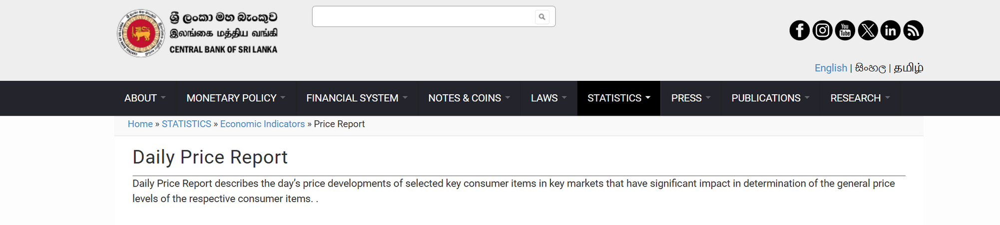 ශ්‍රී ලංකා මහ බැංකුව
இலங்கை மத்திய வங்கி
CENTRAL BANK OF SRI LANKA
English | සිංහල | தமிழ்
ABOUT MONETARY POLICY FINANCIAL SYSTEM NOTES & COINS LAWS STATISTICS PRESS PUBLICATIONS RESEARCH
Home » STATISTICS » Economic Indicators » Price Report
Daily Price Report
Daily Price Report describes the day’s price developments of selected key consumer items in key markets that have significant impact in determination of the general price
levels of the respective consumer items. .